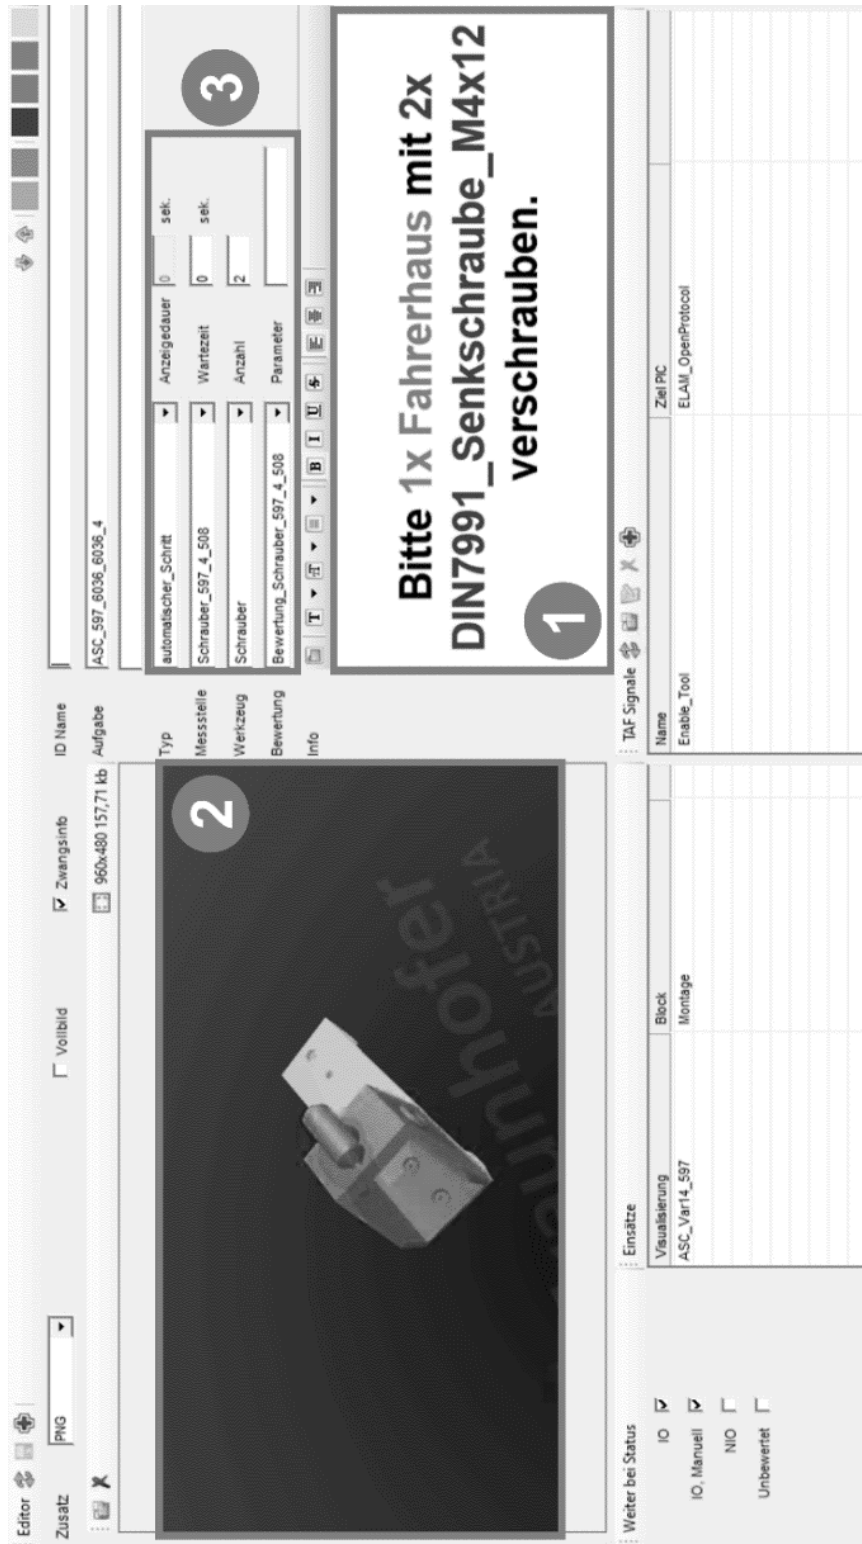 Editor
Zusatz
PNG
Vollbild
Zwangsinfo
960x480 157,71 kb
2
AUSTRIA
ID Name
Aufgabe
ASC_597_6036_6036_4
Typ
automatischer_Schritt
Anzeigedauer
0
sek.
Messstelle
Schrauber_597_4_508
Wartezeit
0
sek.
Werkzeug
Schrauber
Anzahl
2
Bewertung
Bewertung_Schrauber_597_4_508
Parameter
3
Info
T
T
B I U S
Bitte 1x Fahrerhaus mit 2x
DIN7991_Senkschraube_M4x12
verschrauben.
1
Weiter bei Status
IO
IO, Manuell
NIO
Unbewertet
Einsätze
Visualisierung
Block
ASC_Var14_597
Montage
TAF Signale
Name
Ziel PIC
Enable_Tool
ELAM_OpenProtocol